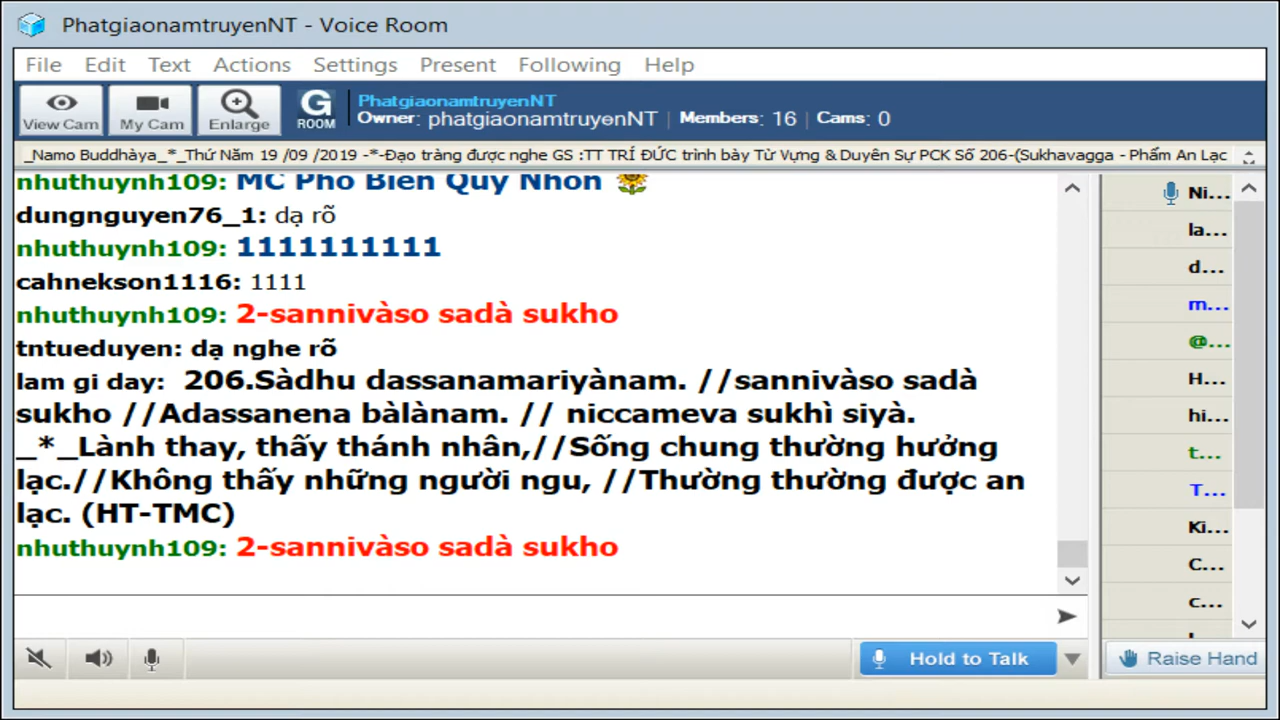 PhatgiaonamtruyenNT - Voice Room
File Edit Text Actions Settings Present Following Help
View Cam My Cam Enlarge G ROOM
PhatgiaonamtruyenNT
Owner: phatgiaonamtruyenNT Members: 16 Cams: 0
_Namo Buddhàya_*_Thứ Năm 19 /09 /2019 -*-Đạo tràng được nghe GS :TT TRÍ ĐỨC trình bày Từ Vựng & Duyên Sự PCK Số 206-(Sukhavagga - Phẩm An Lạc
nhuthuynh109: MC Phổ Biến Quy Nhơn
dungnguyen76_1: dạ rõ
nhuthuynh109: 1111111111
cahnekson1116: 1111
nhuthuynh109: 2-sannivàso sadà sukho
tntueduyen: dạ nghe rõ
lam gi day: 206.Sàdhu dassanamariyànam. //sannivàso sadà
sukho //Adassanena bàlànam. // niccameva sukhì siyà.
_*_Lành thay, thấy thánh nhân,//Sống chung thường hưởng
lạc.//Không thấy những người ngu, //Thường thường được an
lạc. (HT-TMC)
nhuthuynh109: 2-sannivàso sadà sukho
Ni...
la...
d...
m...
@...
H...
hi...
t...
T...
Ki...
C...
c...
Hold to Talk
Raise Hand